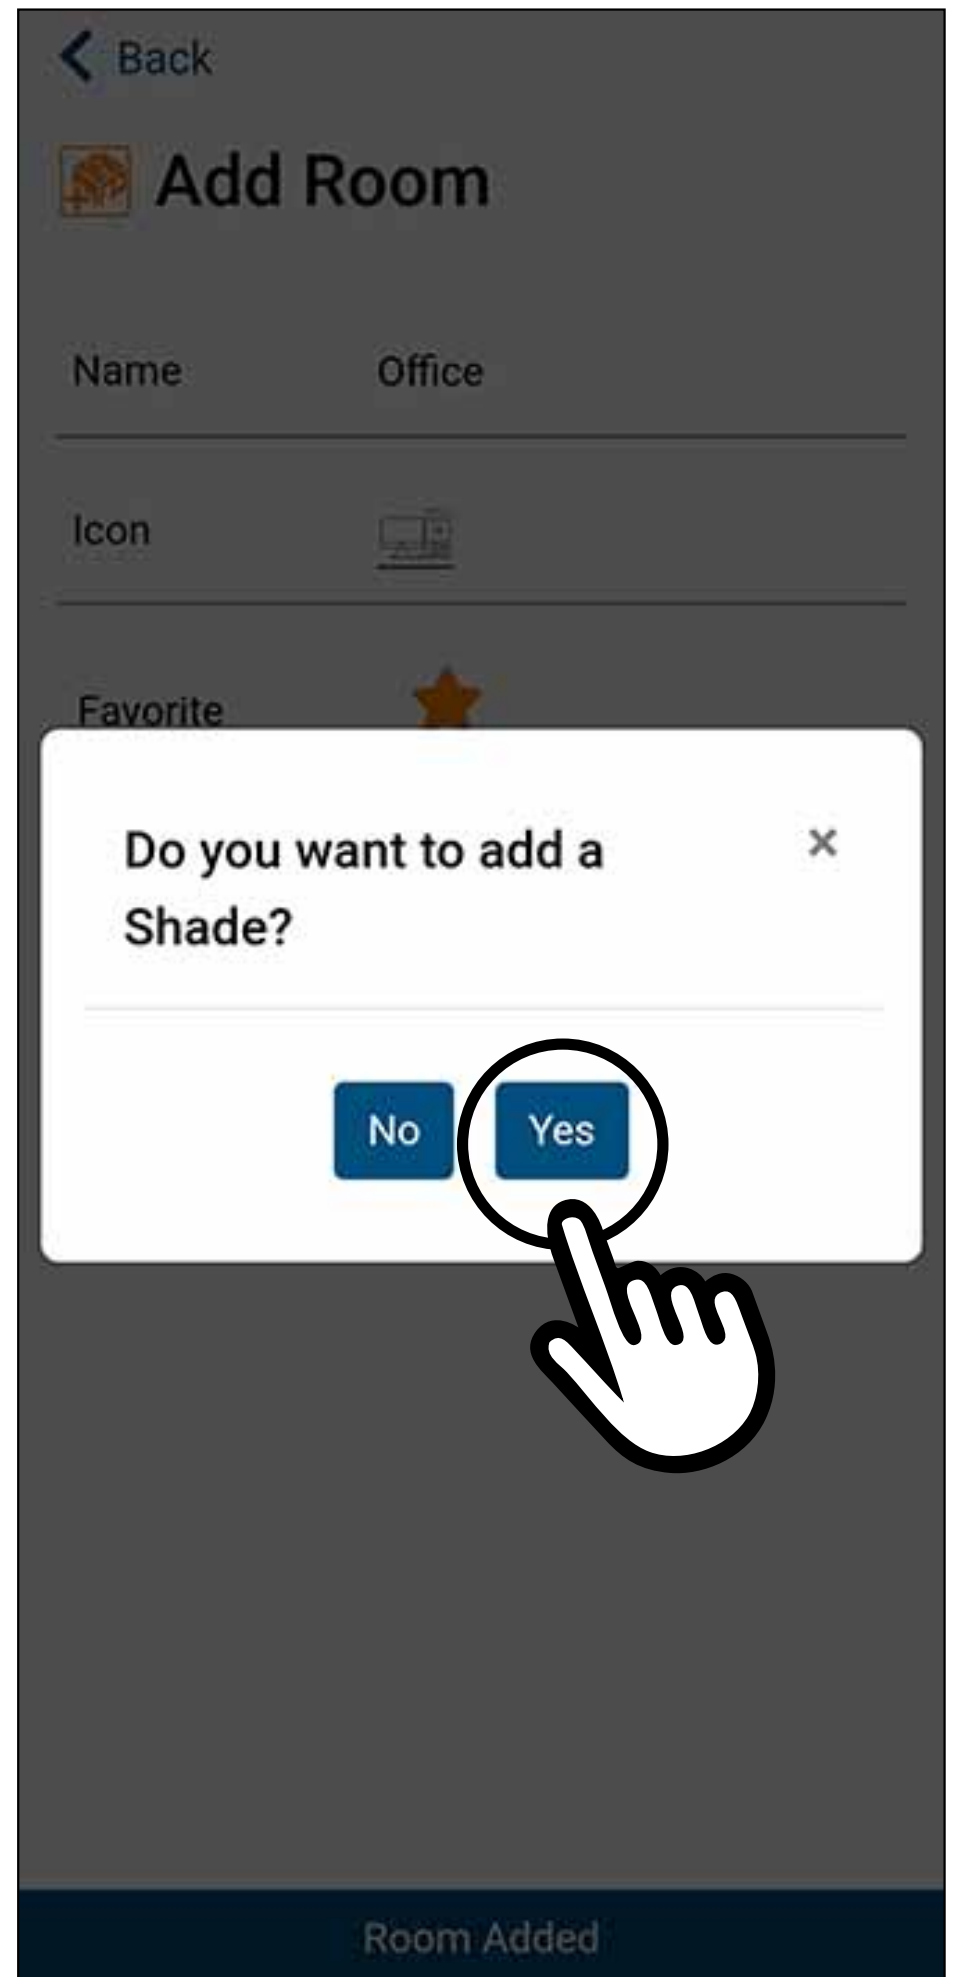 Back
Add Room
Name Office
Icon
Favorite
Do you want to add a
Shade?
×
No Yes
Room Added